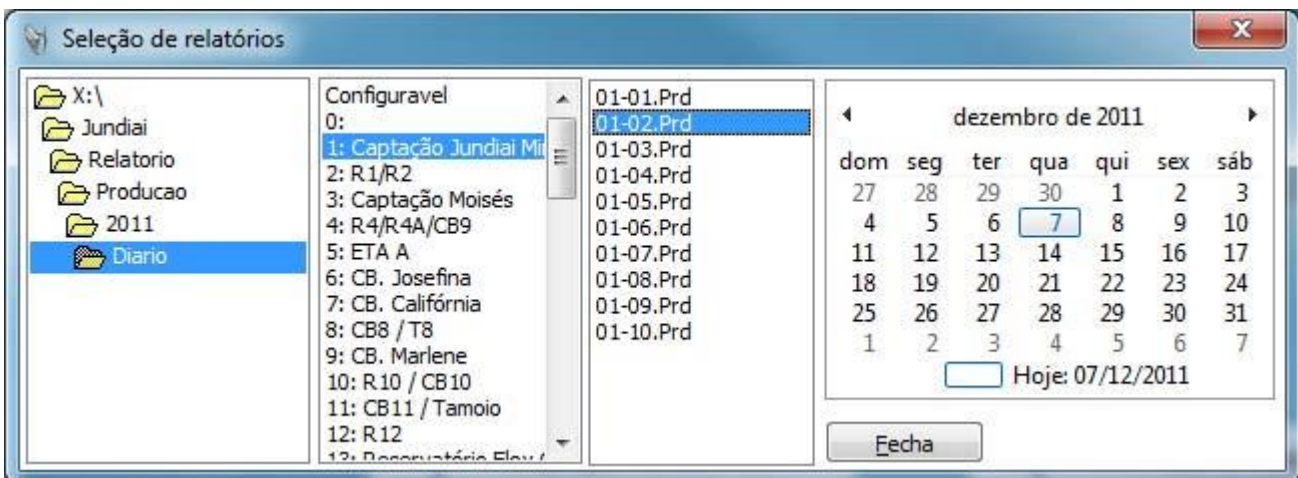 Seleção de relatórios
X:\
Jundiai
Relatorio
Producao
2011
Diario
Configuravel
0:
1: Captação Jundiai Mir
2: R1/R2
3: Captação Moisés
4: R4/R4A/CB9
5: ETA A
6: CB. Josefina
7: CB. Califórnia
8: CB8 / T8
9: CB. Marlene
10: R10 / CB10
11: CB11 / Tamoio
12: R12
01-01.Prd
01-02.Prd
01-03.Prd
01-04.Prd
01-05.Prd
01-06.Prd
01-07.Prd
01-08.Prd
01-09.Prd
01-10.Prd
dezembro de 2011
dom seg ter qua qui sex sáb
27 28 29 30 1 2 3
4 5 6 7 8 9 10
11 12 13 14 15 16 17
18 19 20 21 22 23 24
25 26 27 28 29 30 31
1 2 3 4 5 6 7
Hoje: 07/12/2011
Fecha